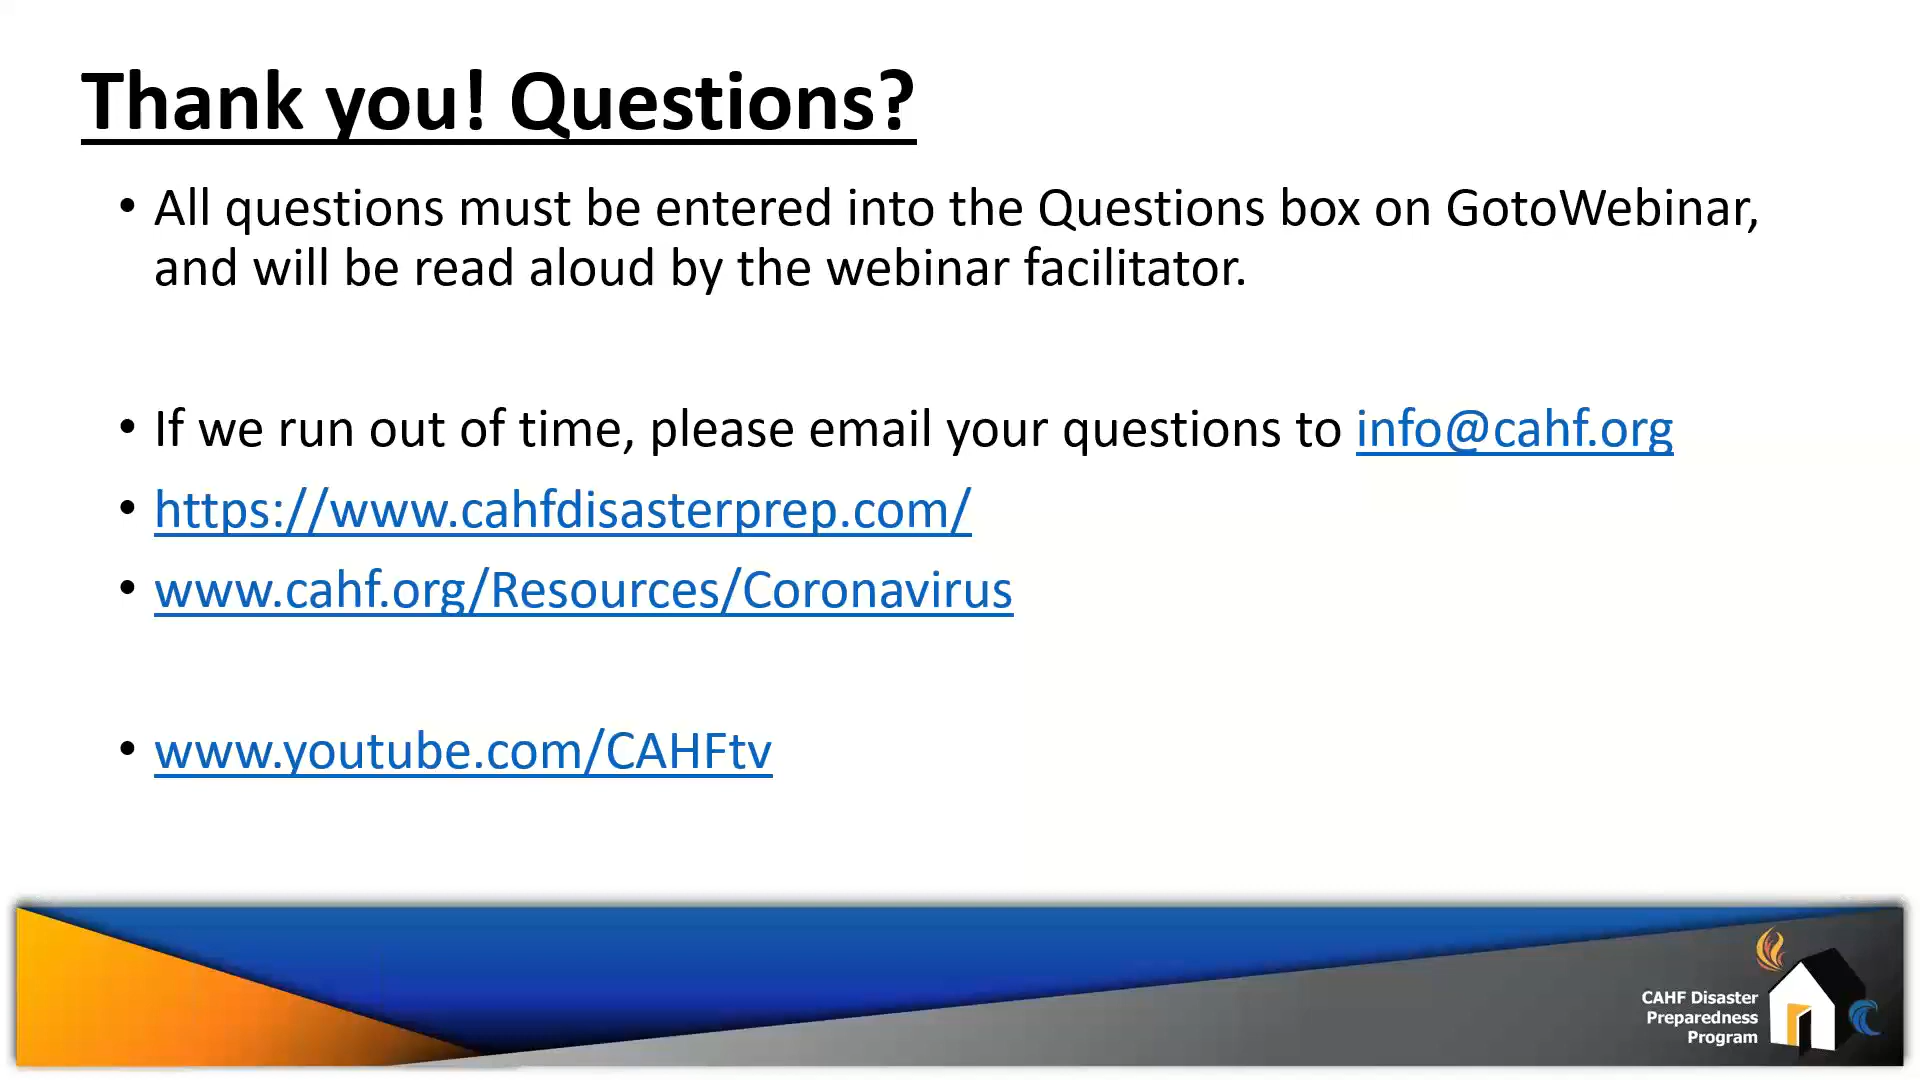 Thank you! Questions?
• All questions must be entered into the Questions box on GotoWebinar,
and will be read aloud by the webinar facilitator.
• If we run out of time, please email your questions to info@cahf.org
• https://www.cahfdisasterprep.com/
• www.cahf.org/Resources/Coronavirus
• www.youtube.com/CAHFtv
CAHF Disaster
Preparedness
Program